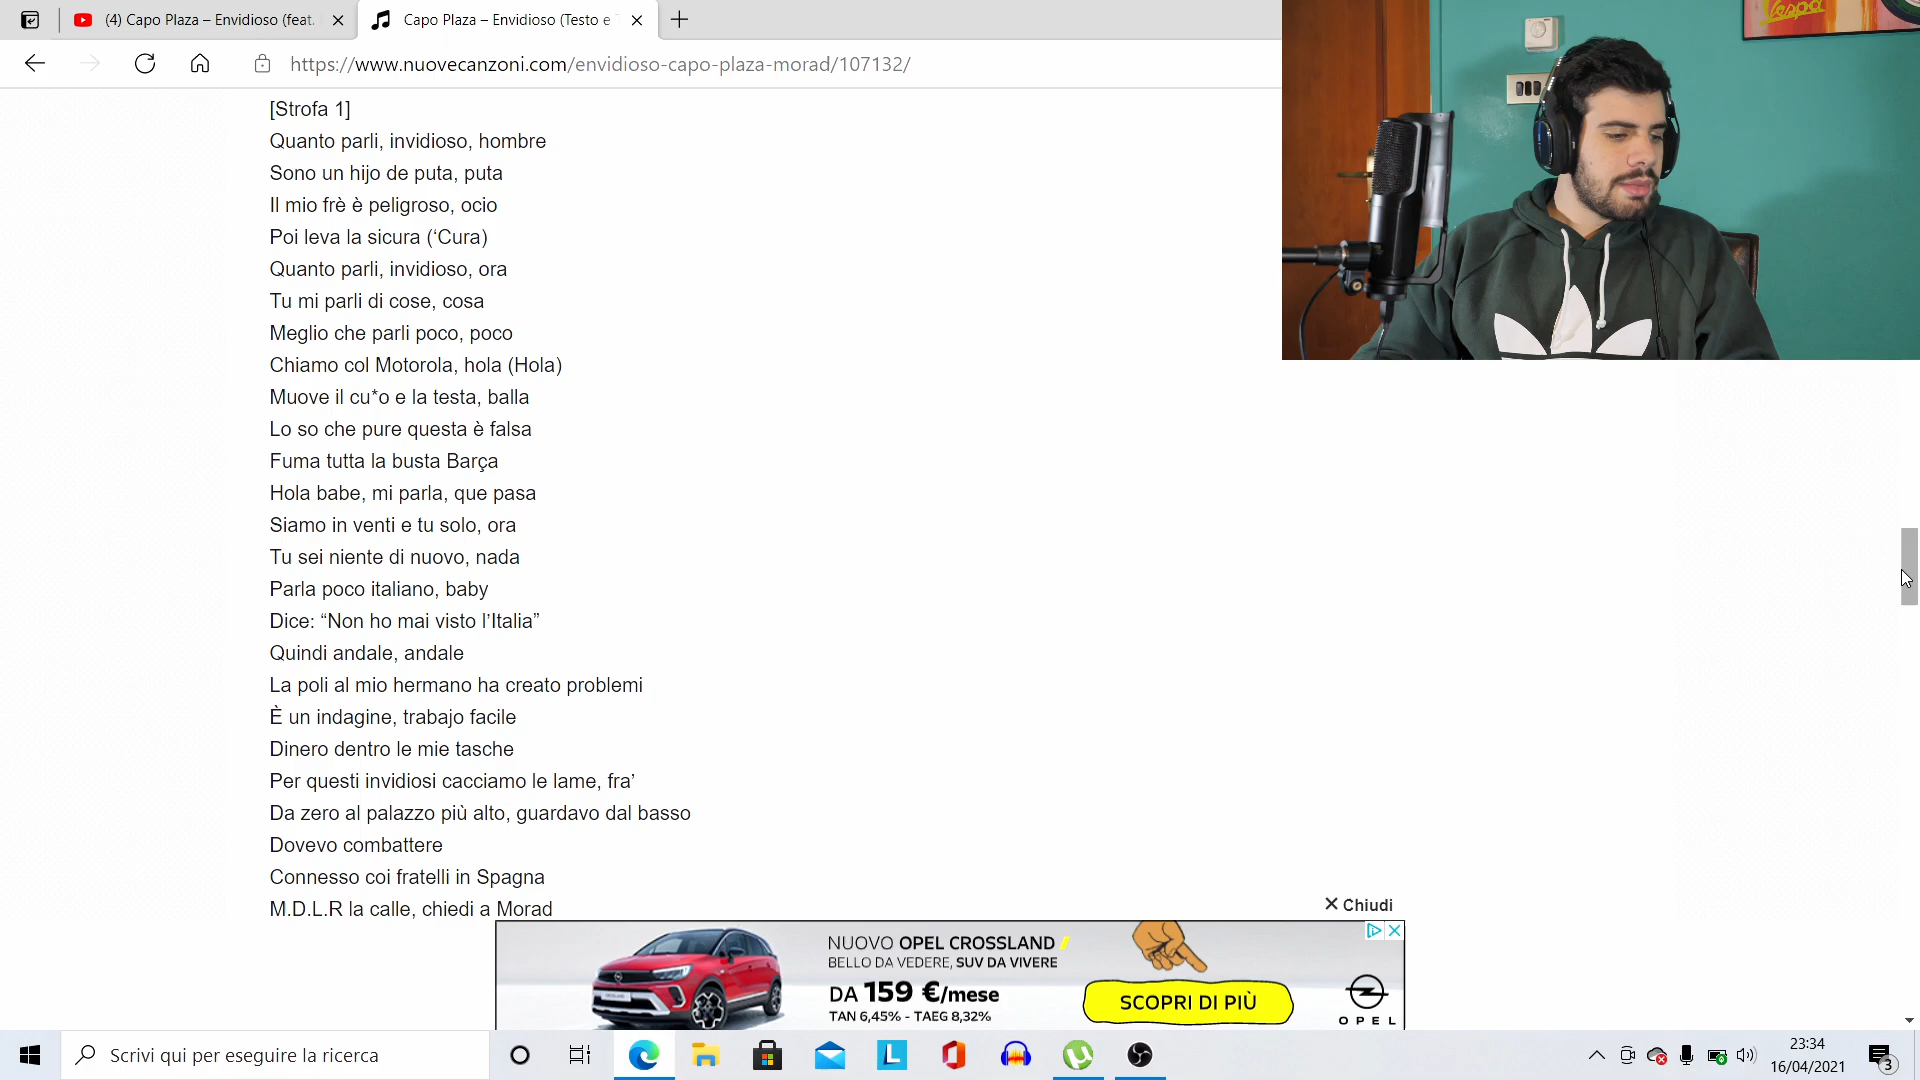 (4) Capo Plaza – Envidioso (feat.
Capo Plaza – Envidioso (Testo e
https://www.nuovecanzoni.com/envidioso-capo-plaza-morad/107132/
Vespa
[Strofa 1]
Quanto parli, invidioso, hombre
Sono un hijo de puta, puta
Il mio frè è peligroso, ocio
Poi leva la sicura (‘Cura)
Quanto parli, invidioso, ora
Tu mi parli di cose, cosa
Meglio che parli poco, poco
Chiamo col Motorola, hola (Hola)
Muove il cu*o e la testa, balla
Lo so che pure questa è falsa
Fuma tutta la busta Barça
Hola babe, mi parla, que pasa
Siamo in venti e tu solo, ora
Tu sei niente di nuovo, nada
Parla poco italiano, baby
Dice: “Non ho mai visto l’Italia”
Quindi andale, andale
La poli al mio hermano ha creato problemi
È un indagine, trabajo facile
Dinero dentro le mie tasche
Per questi invidiosi cacciamo le lame, fra’
Da zero al palazzo più alto, guardavo dal basso
Dovevo combattere
Connesso coi fratelli in Spagna
M.D.L.R la calle, chiedi a Morad
Chiudi
NUOVO OPEL CROSSLAND
BELLO DA VEDERE, SUV DA VIVERE
DA 159 €/mese
TAN 6,45% - TAEG 8,32%
SCOPRI DI PIÙ
OPEL
Scrivi qui per eseguire la ricerca
L
23:34
16/04/2021
3